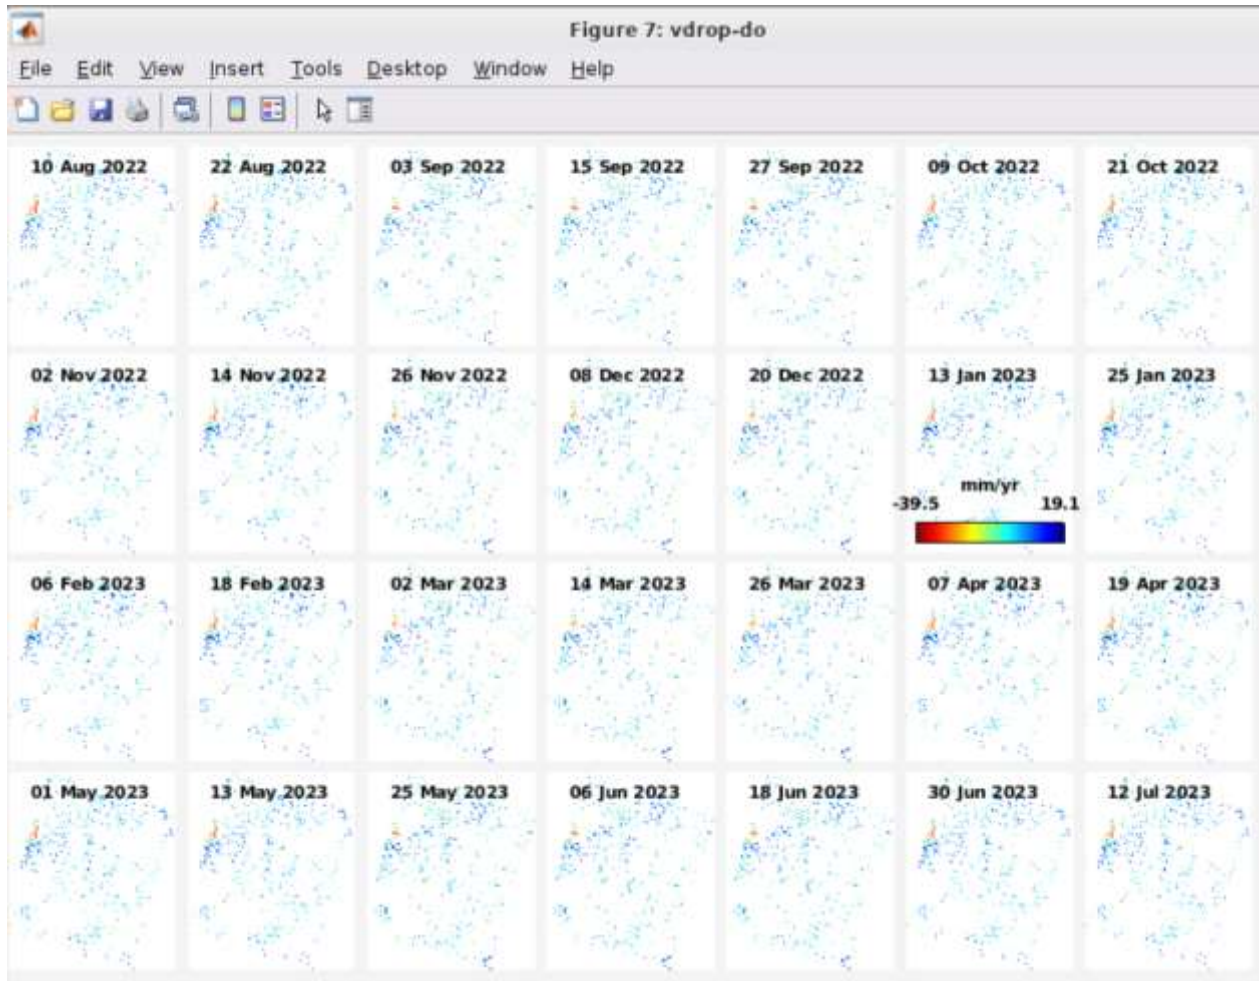 Figure 7: vdrop-do
File Edit View Insert Tools Desktop Window Help
10 Aug 2022 22 Aug 2022 03 Sep 2022 15 Sep 2022 27 Sep 2022 09 Oct 2022 21 Oct 2022
02 Nov 2022 14 Nov 2022 26 Nov 2022 08 Dec 2022 20 Dec 2022 13 Jan 2023 25 Jan 2023
mm/yr
-39.5 19.1
06 Feb 2023 18 Feb 2023 02 Mar 2023 14 Mar 2023 26 Mar 2023 07 Apr 2023 19 Apr 2023
01 May 2023 13 May 2023 25 May 2023 06 Jun 2023 18 Jun 2023 30 Jun 2023 12 Jul 2023